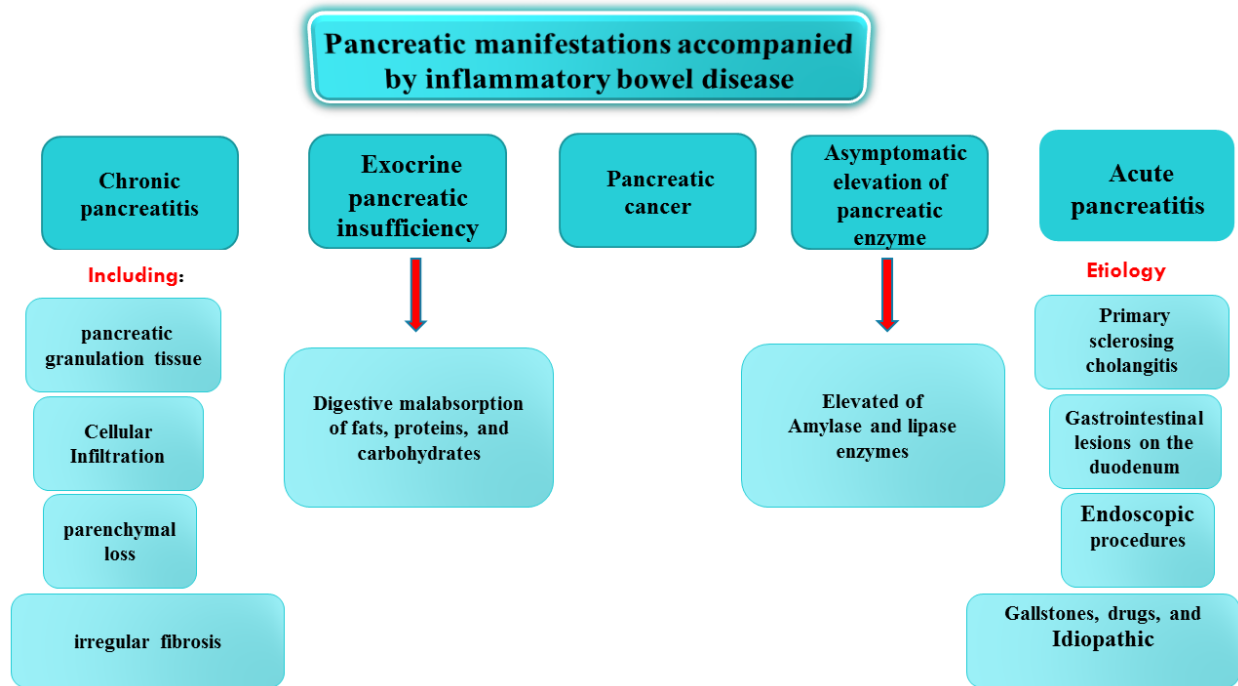 Pancreatic manifestations accompanied
by inflammatory bowel disease
Chronic
pancreatitis
Including:
pancreatic
granulation tissue
Cellular
Infiltration
parenchymal
loss
irregular fibrosis
Exocrine
pancreatic
insufficiency
Digestive malabsorption
of fats, proteins, and
carbohydrates
Pancreatic
cancer
Asymptomatic
elevation of
pancreatic
enzyme
Elevated of
Amylase and lipase
enzymes
Acute
pancreatitis
Etiology
Primary
sclerosing
cholangitis
Gastrointestinal
lesions on the
duodenum
Endoscopic
procedures
Gallstones, drugs, and
Idiopathic